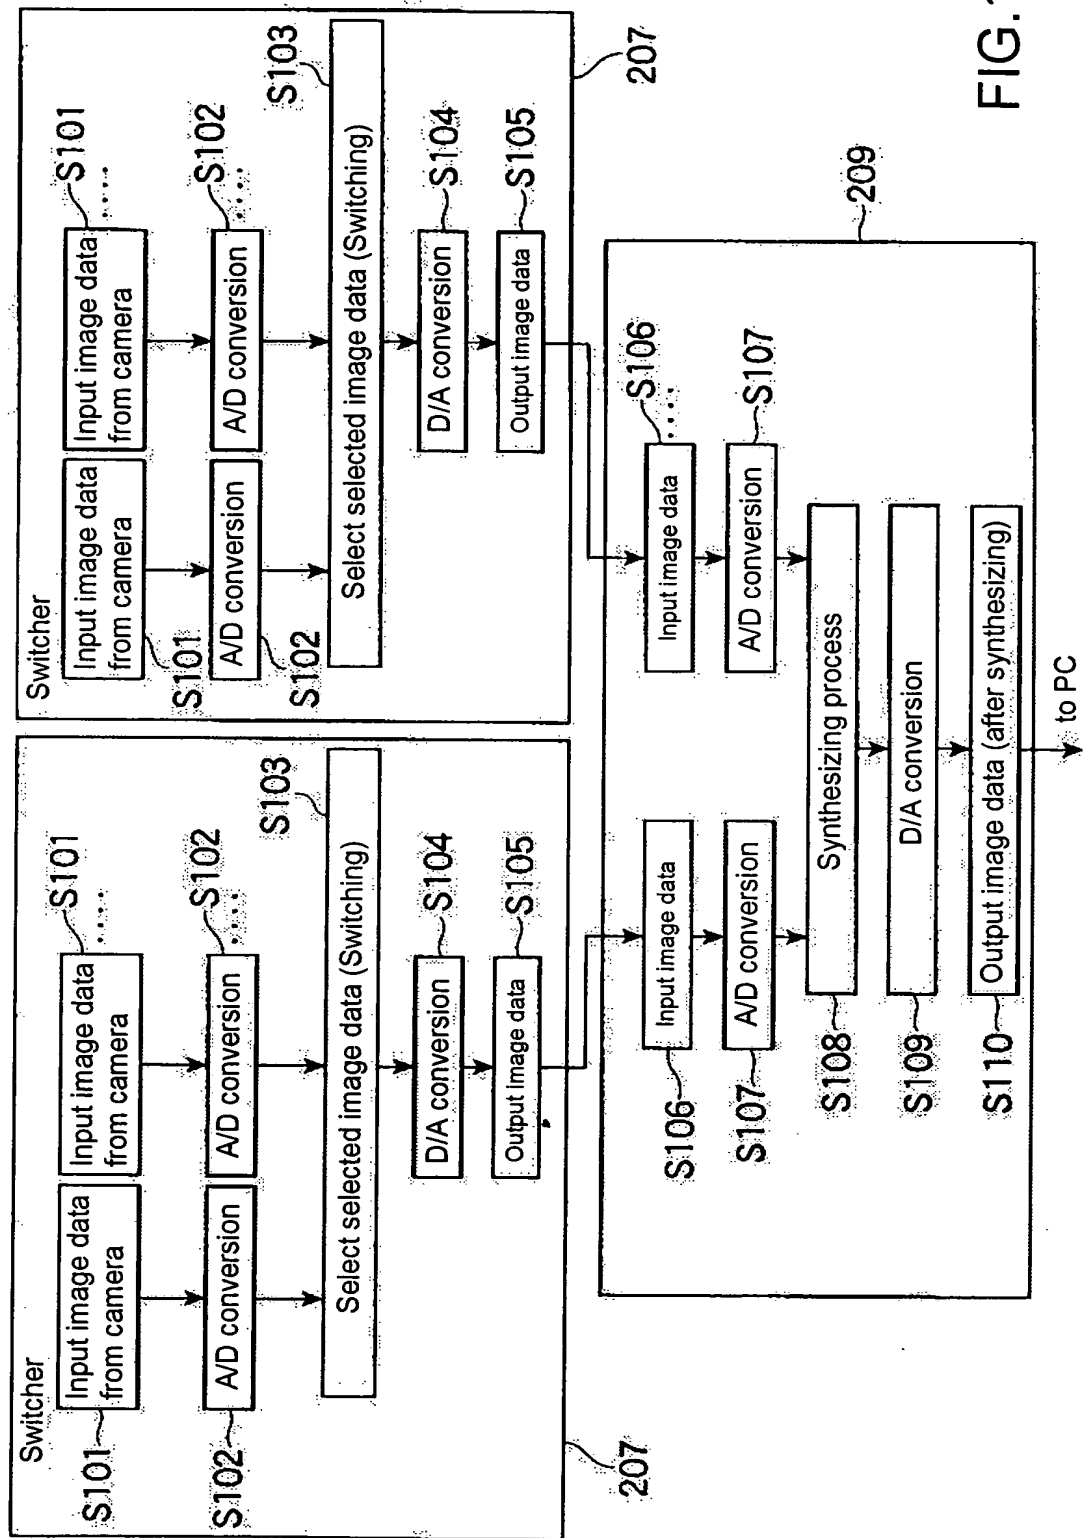 Switcher
Input image data
from camera
S101
Input image data
from camera
S101
.....
A/D conversion
S102
A/D conversion
S102
.....
Select selected image data (Switching)
S103
D/A conversion
S104
Output image data
S105
207
Switcher
Input image data
from camera
S101
Input image data
from camera
S101
.....
A/D conversion
S102
A/D conversion
S102
.....
Select selected image data (Switching)
S103
D/A conversion
S104
Output image data
S105
207
209
Input image data
S106
Input image data
S106
.....
A/D conversion
S107
A/D conversion
S107
Synthesizing process
S108
D/A conversion
S109
Output image data (after synthesizing)
S110
to PC
FIG.